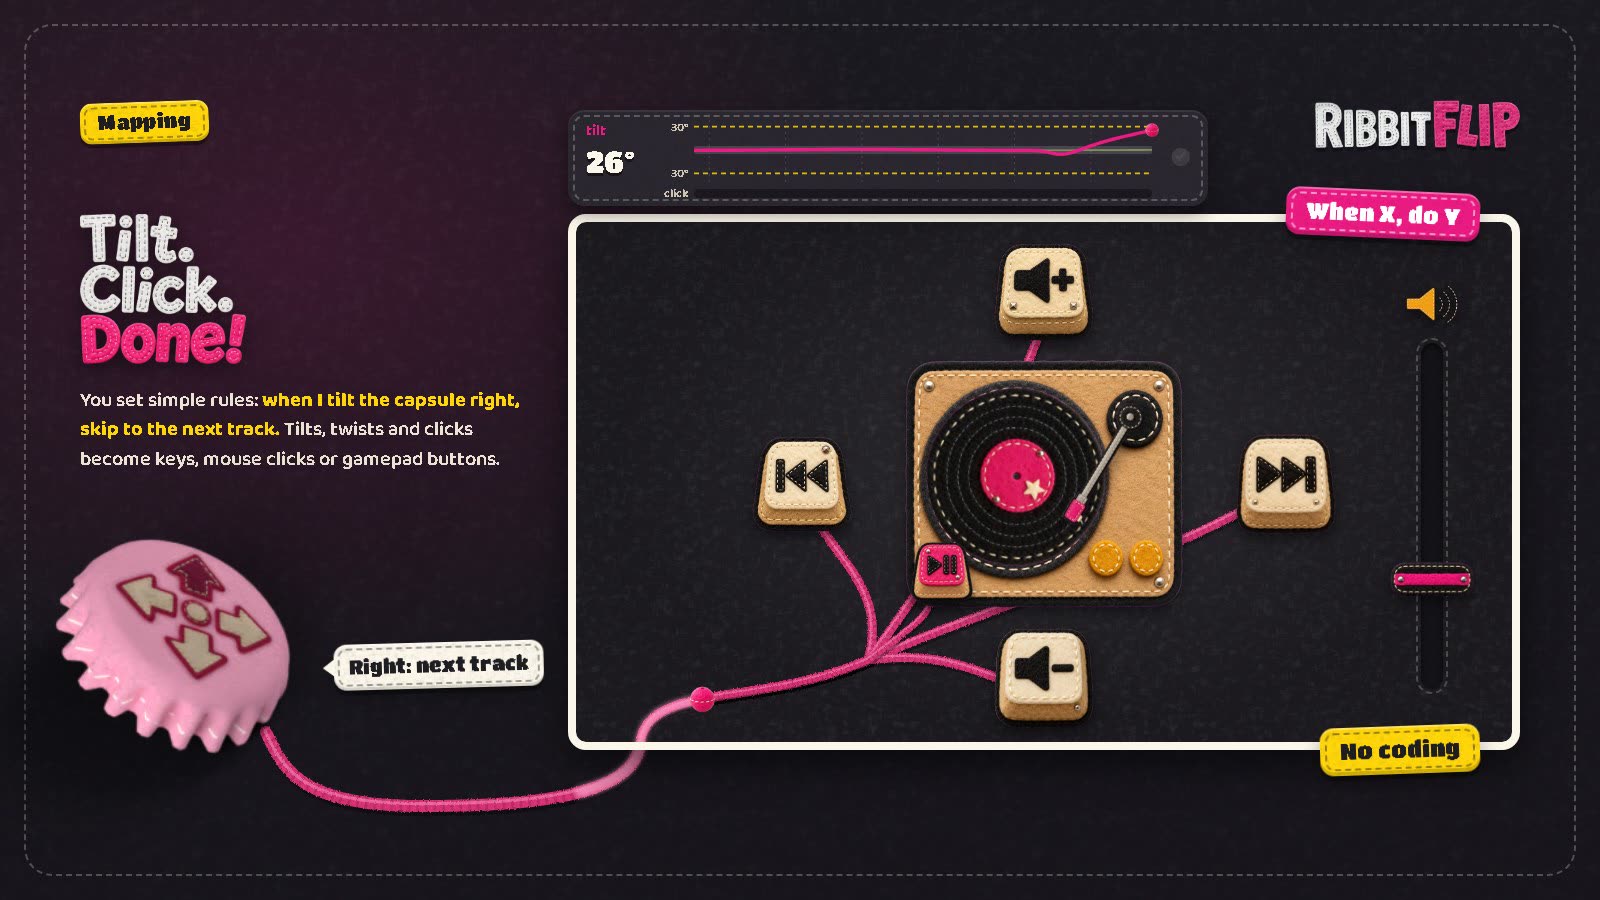 Mapping
tilt
26°
30°
30°
click
RIBBITFLIP
When X, do Y
Tilt.
Click.
Done!
You set simple rules: when I tilt the capsule right,
skip to the next track. Tilts, twists and clicks
become keys, mouse clicks or gamepad buttons.
Right: next track
No coding